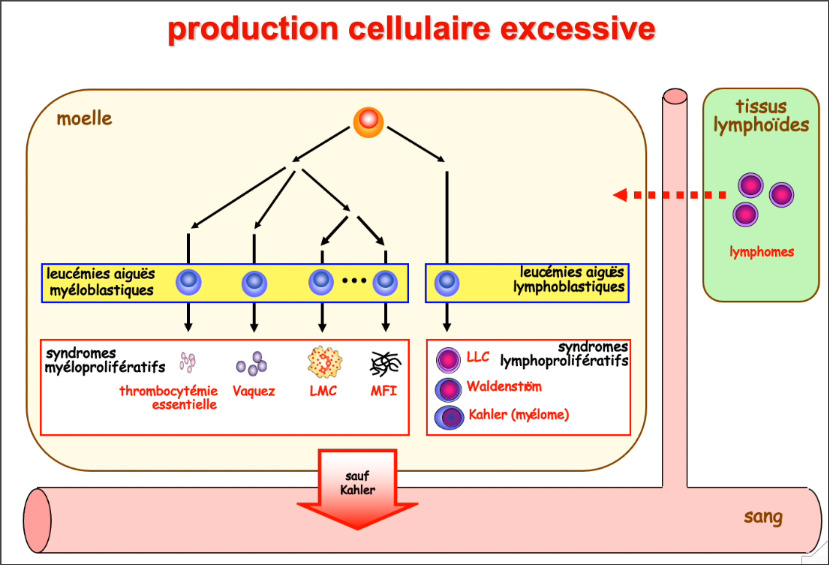 production cellulaire excessive
moelle
tissus
lymphoïdes
lymphomes
leucémies aiguës
myéloblastiques
leucémies aiguës
lymphoblastiques
syndromes
myéloprolifératifs
thrombocytémie
essentielle
Vaquez
LMC
MFI
syndromes
lymphoprolifératifs
LLC
Waldenström
Kahler (myélome)
sauf
Kahler
sang